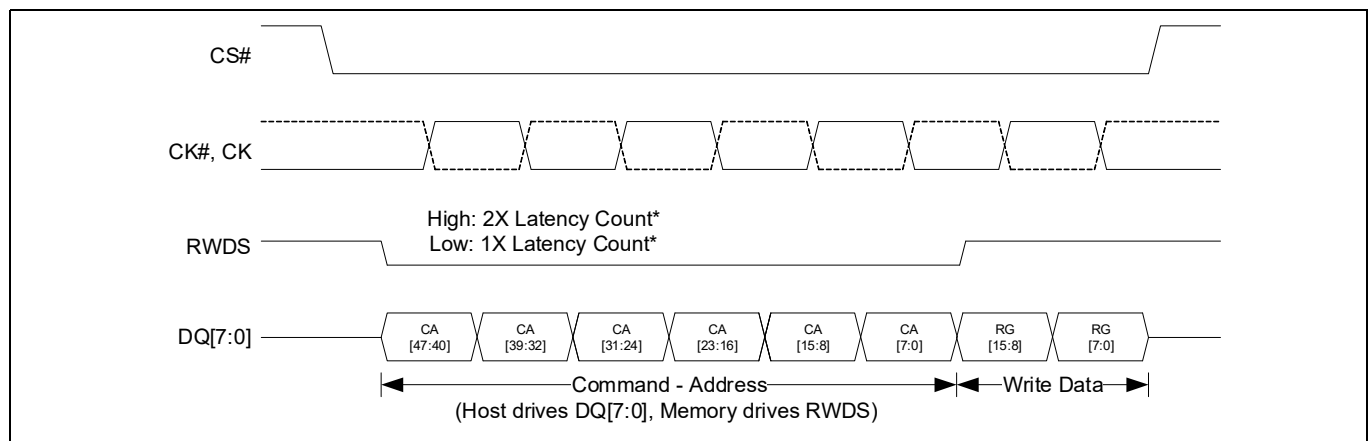 CS#
CK#, CK
High: 2X Latency Count*
Low: 1X Latency Count*
RWDS
DQ[7:0]
CA CA CA CA CA CA RG RG
[47:40] [39:32] [31:24] [23:16] [15:8] [7:0] [15:8] [7:0]
Command - Address Write Data
(Host drives DQ[7:0], Memory drives RWDS)